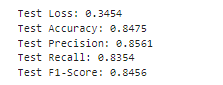 Test Loss: 0.3454
Test Accuracy: 0.8475
Test Precision: 0.8561
Test Recall: 0.8354
Test F1-Score: 0.8456